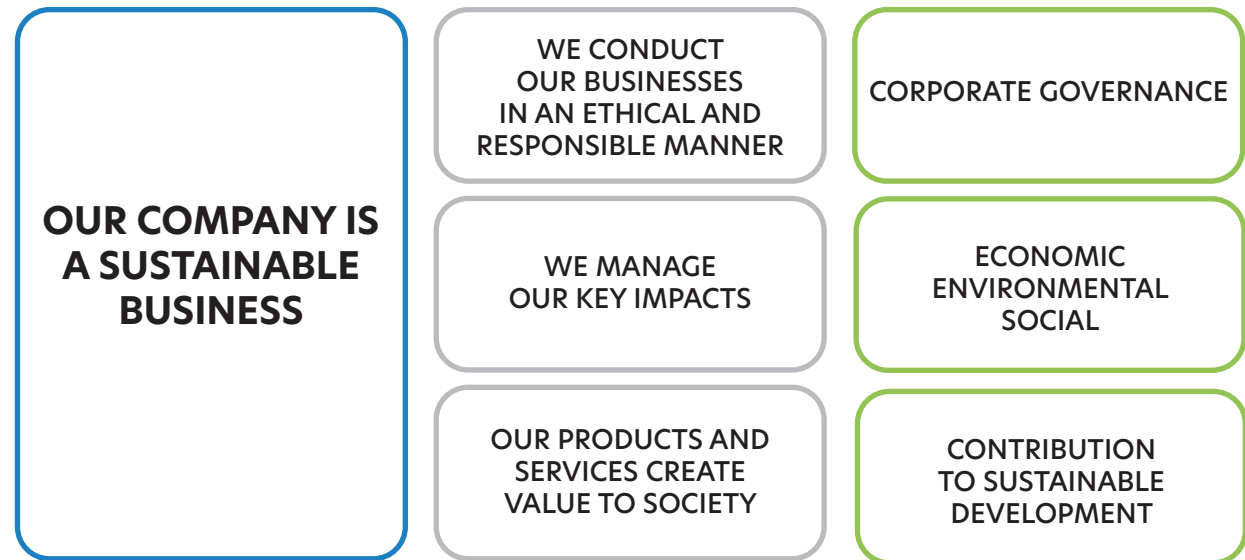 OUR COMPANY IS
A SUSTAINABLE
BUSINESS
WE CONDUCT
OUR BUSINESSES
IN AN ETHICAL AND
RESPONSIBLE MANNER
CORPORATE GOVERNANCE
WE MANAGE
OUR KEY IMPACTS
ECONOMIC
ENVIRONMENTAL
SOCIAL
OUR PRODUCTS AND
SERVICES CREATE
VALUE TO SOCIETY
CONTRIBUTION
TO SUSTAINABLE
DEVELOPMENT